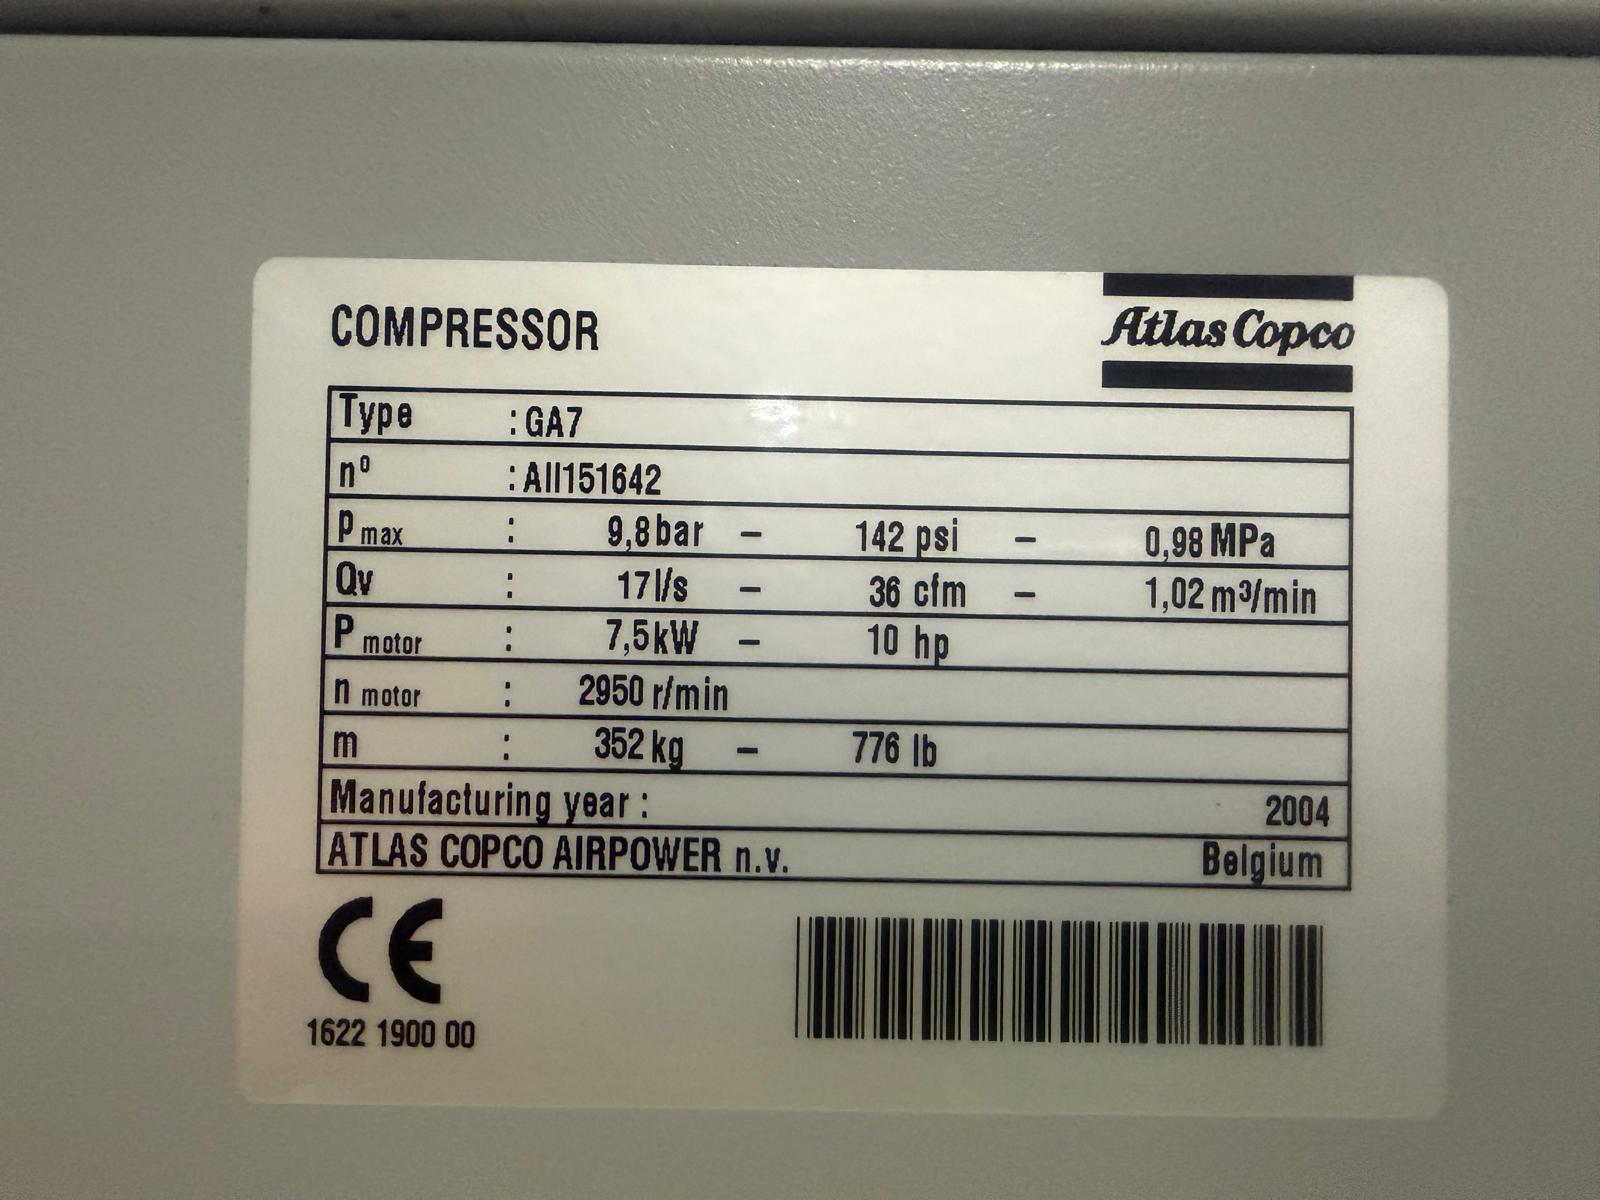 COMPRESSOR
Atlas Copco
Type : GA7
nº : AII151642
P max : 9,8 bar – 142 psi – 0,98 MPa
Qv : 17 l/s – 36 cfm – 1,02 m³/min
P motor : 7,5 kW – 10 hp
n motor : 2950 r/min
m : 352 kg – 776 lb
Manufacturing year : 2004
ATLAS COPCO AIRPOWER n.v. Belgium
CE
1622 1900 00